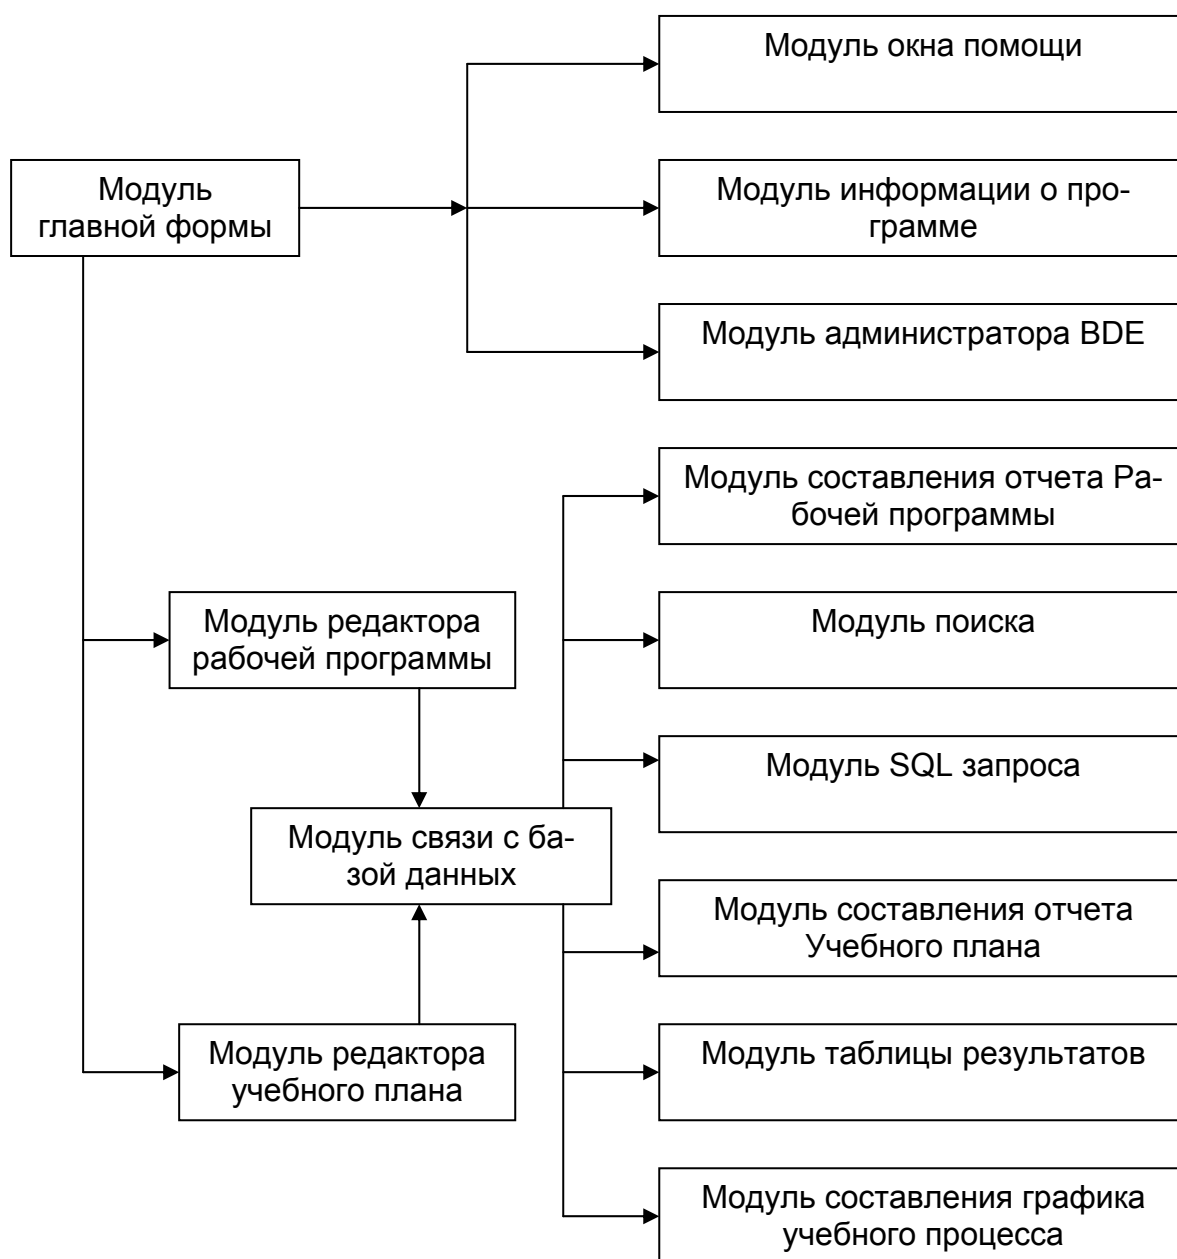 Модуль окна помощи
Модуль
главной формы
Модуль информации о про-
грамме
Модуль администратора BDE
Модуль составления отчета Ра-
бочей программы
Модуль редактора
рабочей программы
Модуль поиска
Модуль SQL запроса
Модуль связи с ба-
зой данных
Модуль составления отчета
Учебного плана
Модуль редактора
учебного плана
Модуль таблицы результатов
Модуль составления графика
учебного процесса